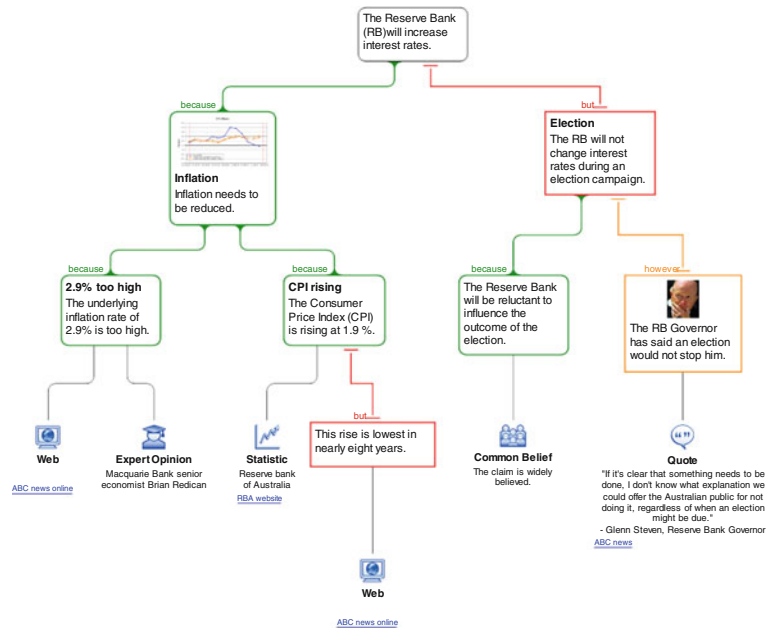 The Reserve Bank
(RB)will increase
interest rates.
because
but
Inflation
Inflation needs to
be reduced.
Election
The RB will not
change interest
rates during an
election campaign.
because
because
because
however
2.9% too high
The underlying
inflation rate of
2.9% is too high.
CPI rising
The Consumer
Price Index (CPI)
is rising at 1.9 %.
The Reserve Bank
will be reluctant to
influence the
outcome of the
election.
The RB Governor
has said an election
would not stop him.
but
This rise is lowest in
nearly eight years.
Web
ABC news online
Expert Opinion
Macquarie Bank senior
economist Brian Redican
Statistic
Reserve bank
of Australia
RBA website
Common Belief
The claim is widely
believed.
Quote
"If it's clear that something needs to be
done, I don't know what explanation we
could offer the Australian public for not
doing it, regardless of when an election
might be due."
- Glenn Steven, Reserve Bank Governor
ABC news
Web
ABC news online